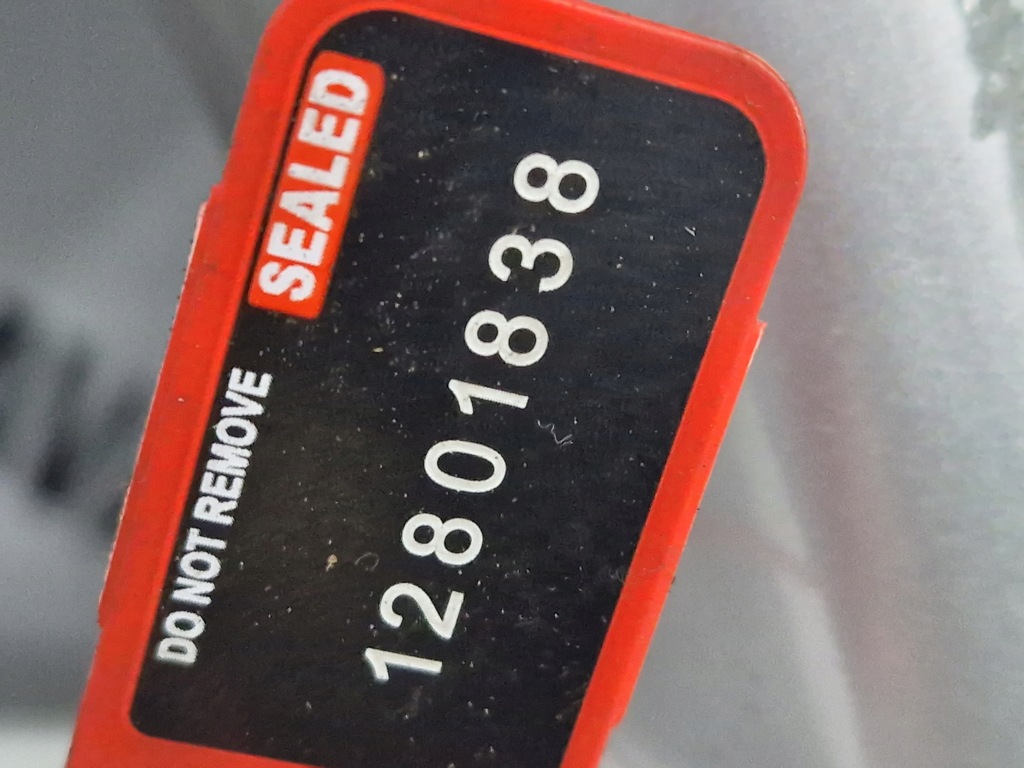 DO NOT REMOVE SEALED
12801838